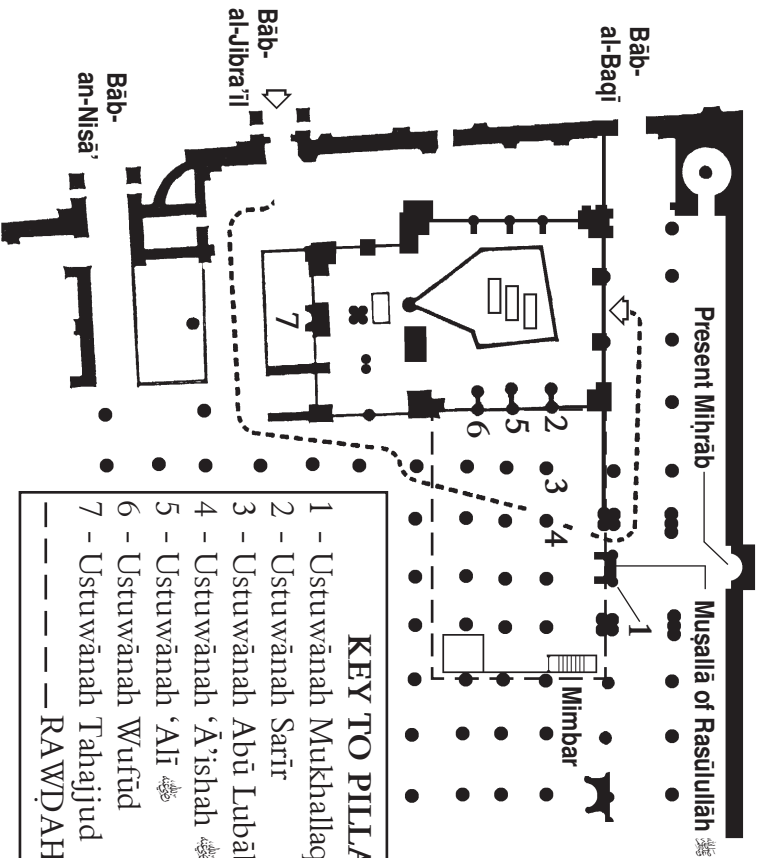 Present Miḥrāb
Muṣallā of Rasūlullāh ﷺ
Bāb-
al-Baqī
Bāb-
al-Jibra’īl
Bāb-
an-Nisā’
Mimbar
1
2
3
4
5
6
7
KEY TO PILLA
1 - Ustuwānah Mukhallaq
2 - Ustuwānah Sarīr
3 - Ustuwānah Abū Lubāb
4 - Ustuwānah ‘Ā’ishah
5 - Ustuwānah ‘Alī
6 - Ustuwānah Wufūd
7 - Ustuwānah Tahajjud
RAWḌAH